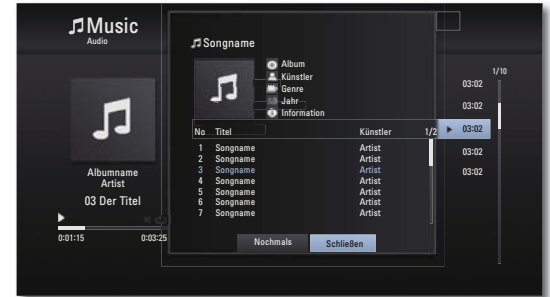 Music
Audio
Albumname
Artist
03 Der Titel
0:01:15 0:03:25
Songname
Album
Künstler
Genre
Jahr
Information
No Titel Künstler 1/2
1 Songname Artist
2 Songname Artist
3 Songname Artist
4 Songname Artist
5 Songname Artist
6 Songname Artist
7 Songname Artist
Nochmals Schließen
1/10
03:02
03:02
03:02
03:02
03:02